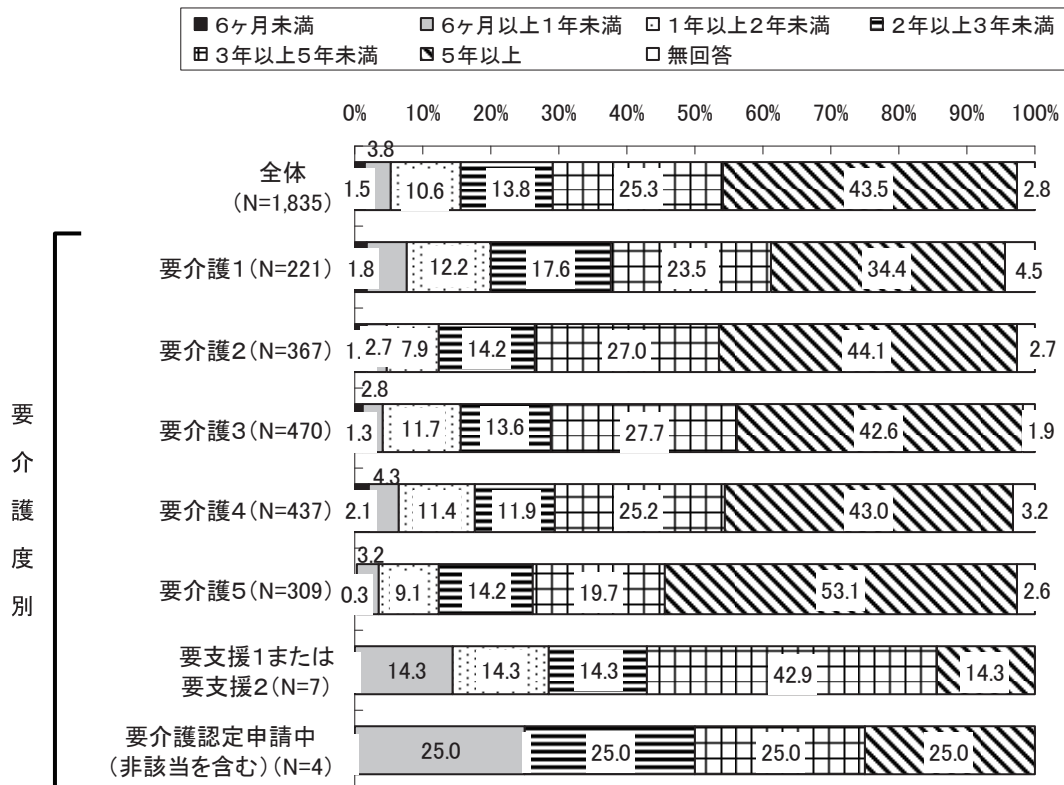 ■6ヶ月未満 □6ヶ月以上1年未満 □1年以上2年未満 □2年以上3年未満
□3年以上5年未満 □5年以上 □無回答
0% 10% 20% 30% 40% 50% 60% 70% 80% 90% 100%
3.8
全体
(N=1,835)
1.5 10.6 13.8 25.3 43.5 2.8
要介護1(N=221) 1.8 12.2 17.6 23.5 34.4 4.5
要介護2(N=367) 1. 2.7 7.9 14.2 27.0 44.1 2.7
2.8
要介護3(N=470) 1.3 11.7 13.6 27.7 42.6 1.9
4.3
要介護4(N=437) 2.1 11.4 11.9 25.2 43.0 3.2
3.2
要介護5(N=309) 0.3 9.1 14.2 19.7 53.1 2.6
要支援1または
要支援2(N=7)
14.3 14.3 14.3 42.9 14.3
要介護認定申請中
(非該当を含む)(N=4)
25.0 25.0 25.0 25.0
要介護度別